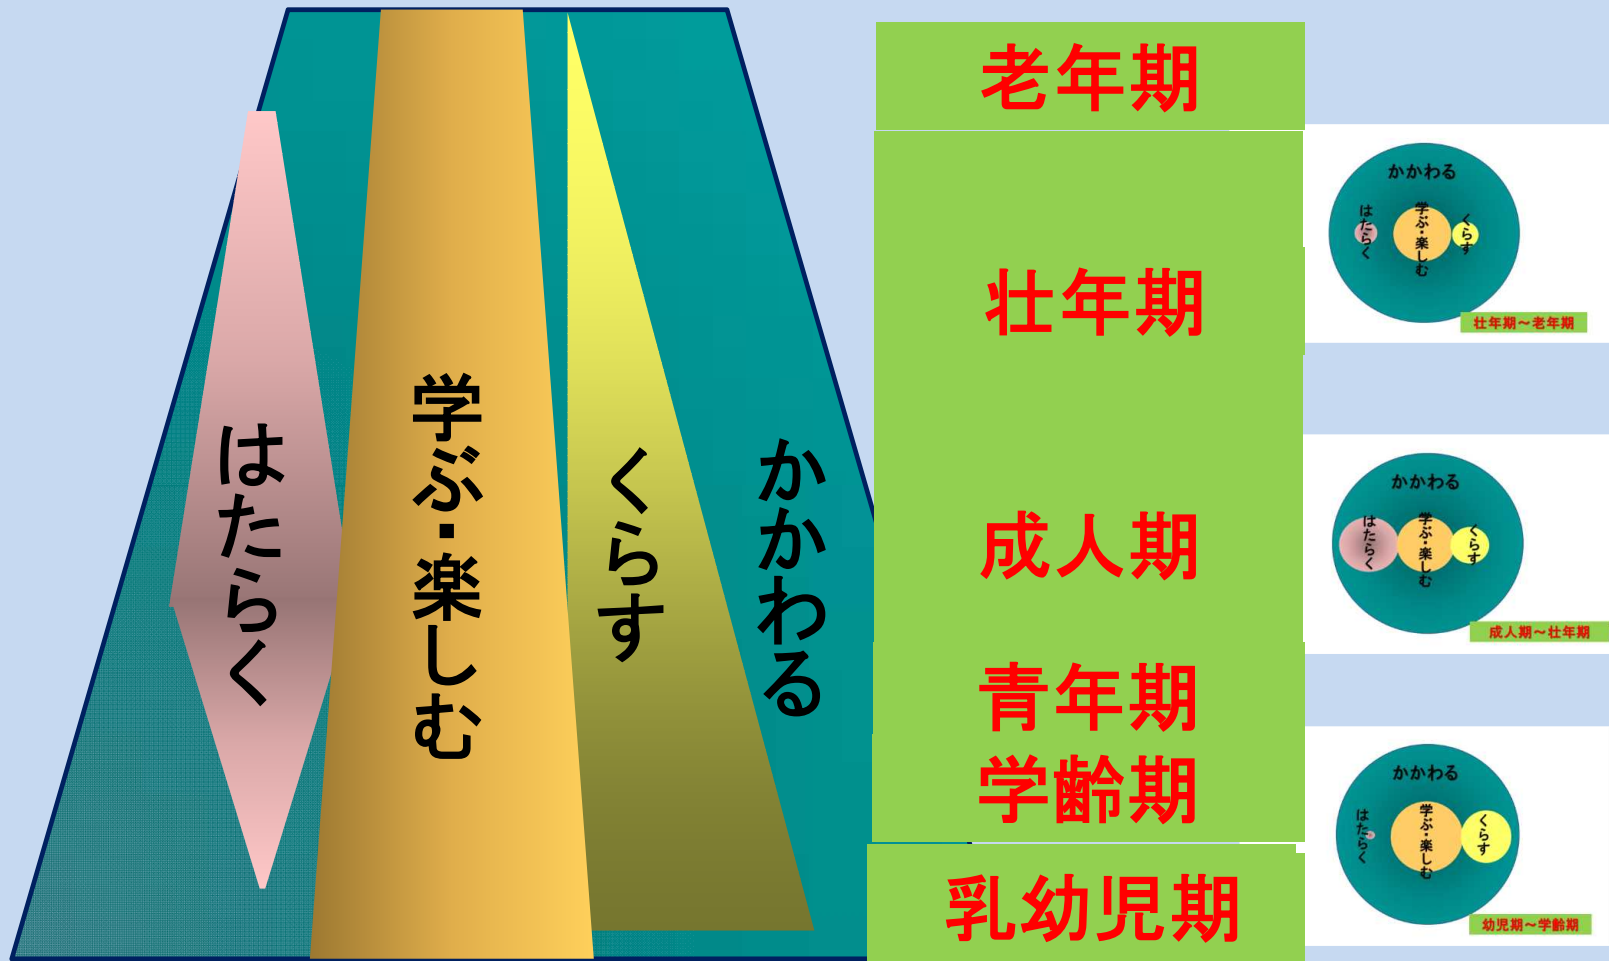 はたらく
学ぶ・楽しむ
くらす
かかわる
老年期
壮年期
成人期
青年期
学齢期
乳幼児期
かかわる
はたらく
学ぶ・楽しむ
くらす
壮年期～老年期
かかわる
はたらく
学ぶ・楽しむ
くらす
成人期～壮年期
かかわる
はたらく
学ぶ・楽しむ
くらす
幼児期～学齢期